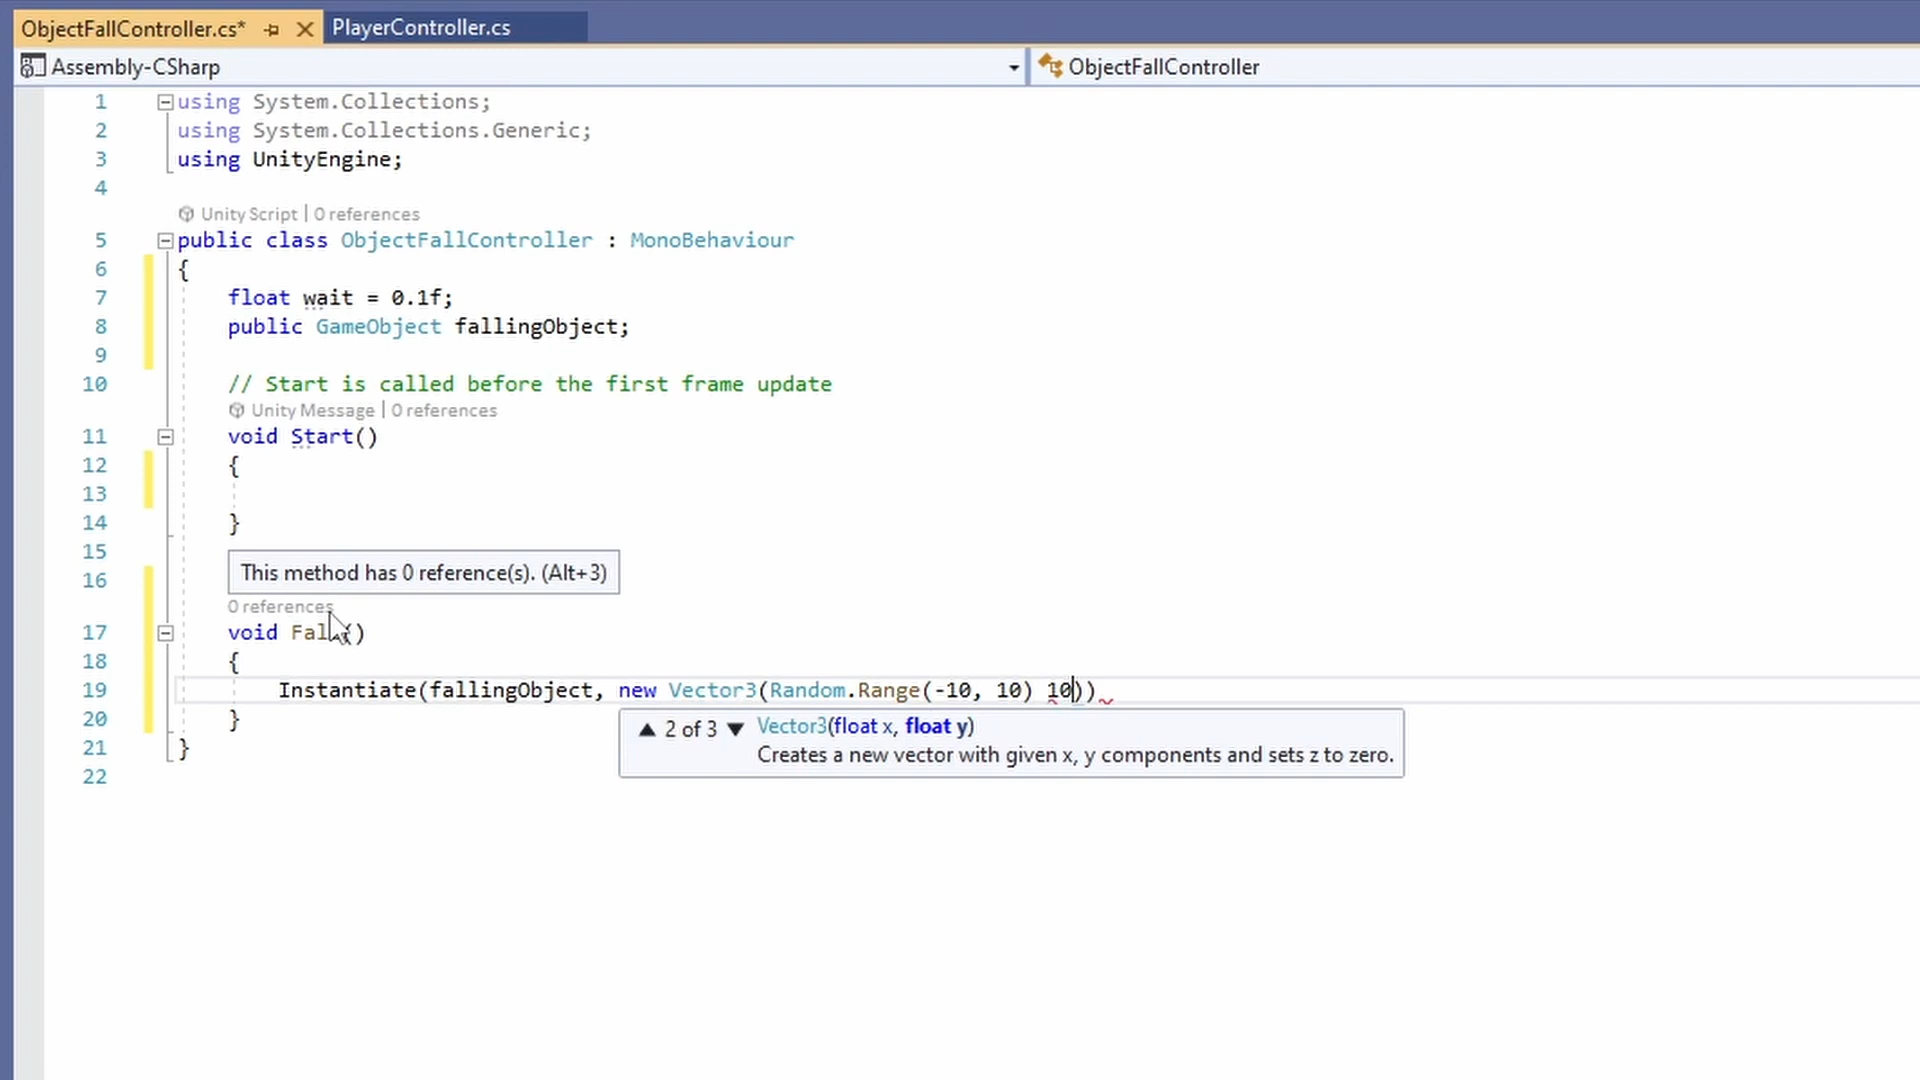 ObjectFallController.cs*
PlayerController.cs
Assembly-CSharp
ObjectFallController
1 using System.Collections;
2 using System.Collections.Generic;
3 using UnityEngine;
4
Unity Script | 0 references
5 public class ObjectFallController : MonoBehaviour
6 {
7 float wait = 0.1f;
8 public GameObject fallingObject;
9
10 // Start is called before the first frame update
Unity Message | 0 references
11 void Start()
12 {
13
14 }
15
This method has 0 reference(s). (Alt+3)
16
0 references
17 void Fall()
18 {
19 Instantiate(fallingObject, new Vector3(Random.Range(-10, 10) 10))
20 }
▲ 2 of 3 ▼ Vector3(float x, float y)
Creates a new vector with given x, y components and sets z to zero.
21 }
22